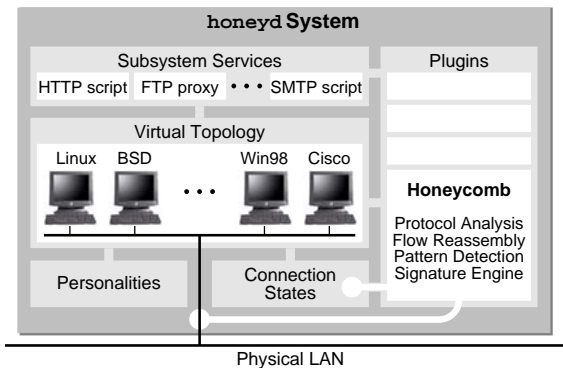 honeyd System
Subsystem Services
HTTP script FTP proxy • • • SMTP script
Virtual Topology
Linux BSD • • • Win98 Cisco
Personalities
Connection
States
Plugins
Honeycomb
Protocol Analysis
Flow Reassembly
Pattern Detection
Signature Engine
Physical LAN